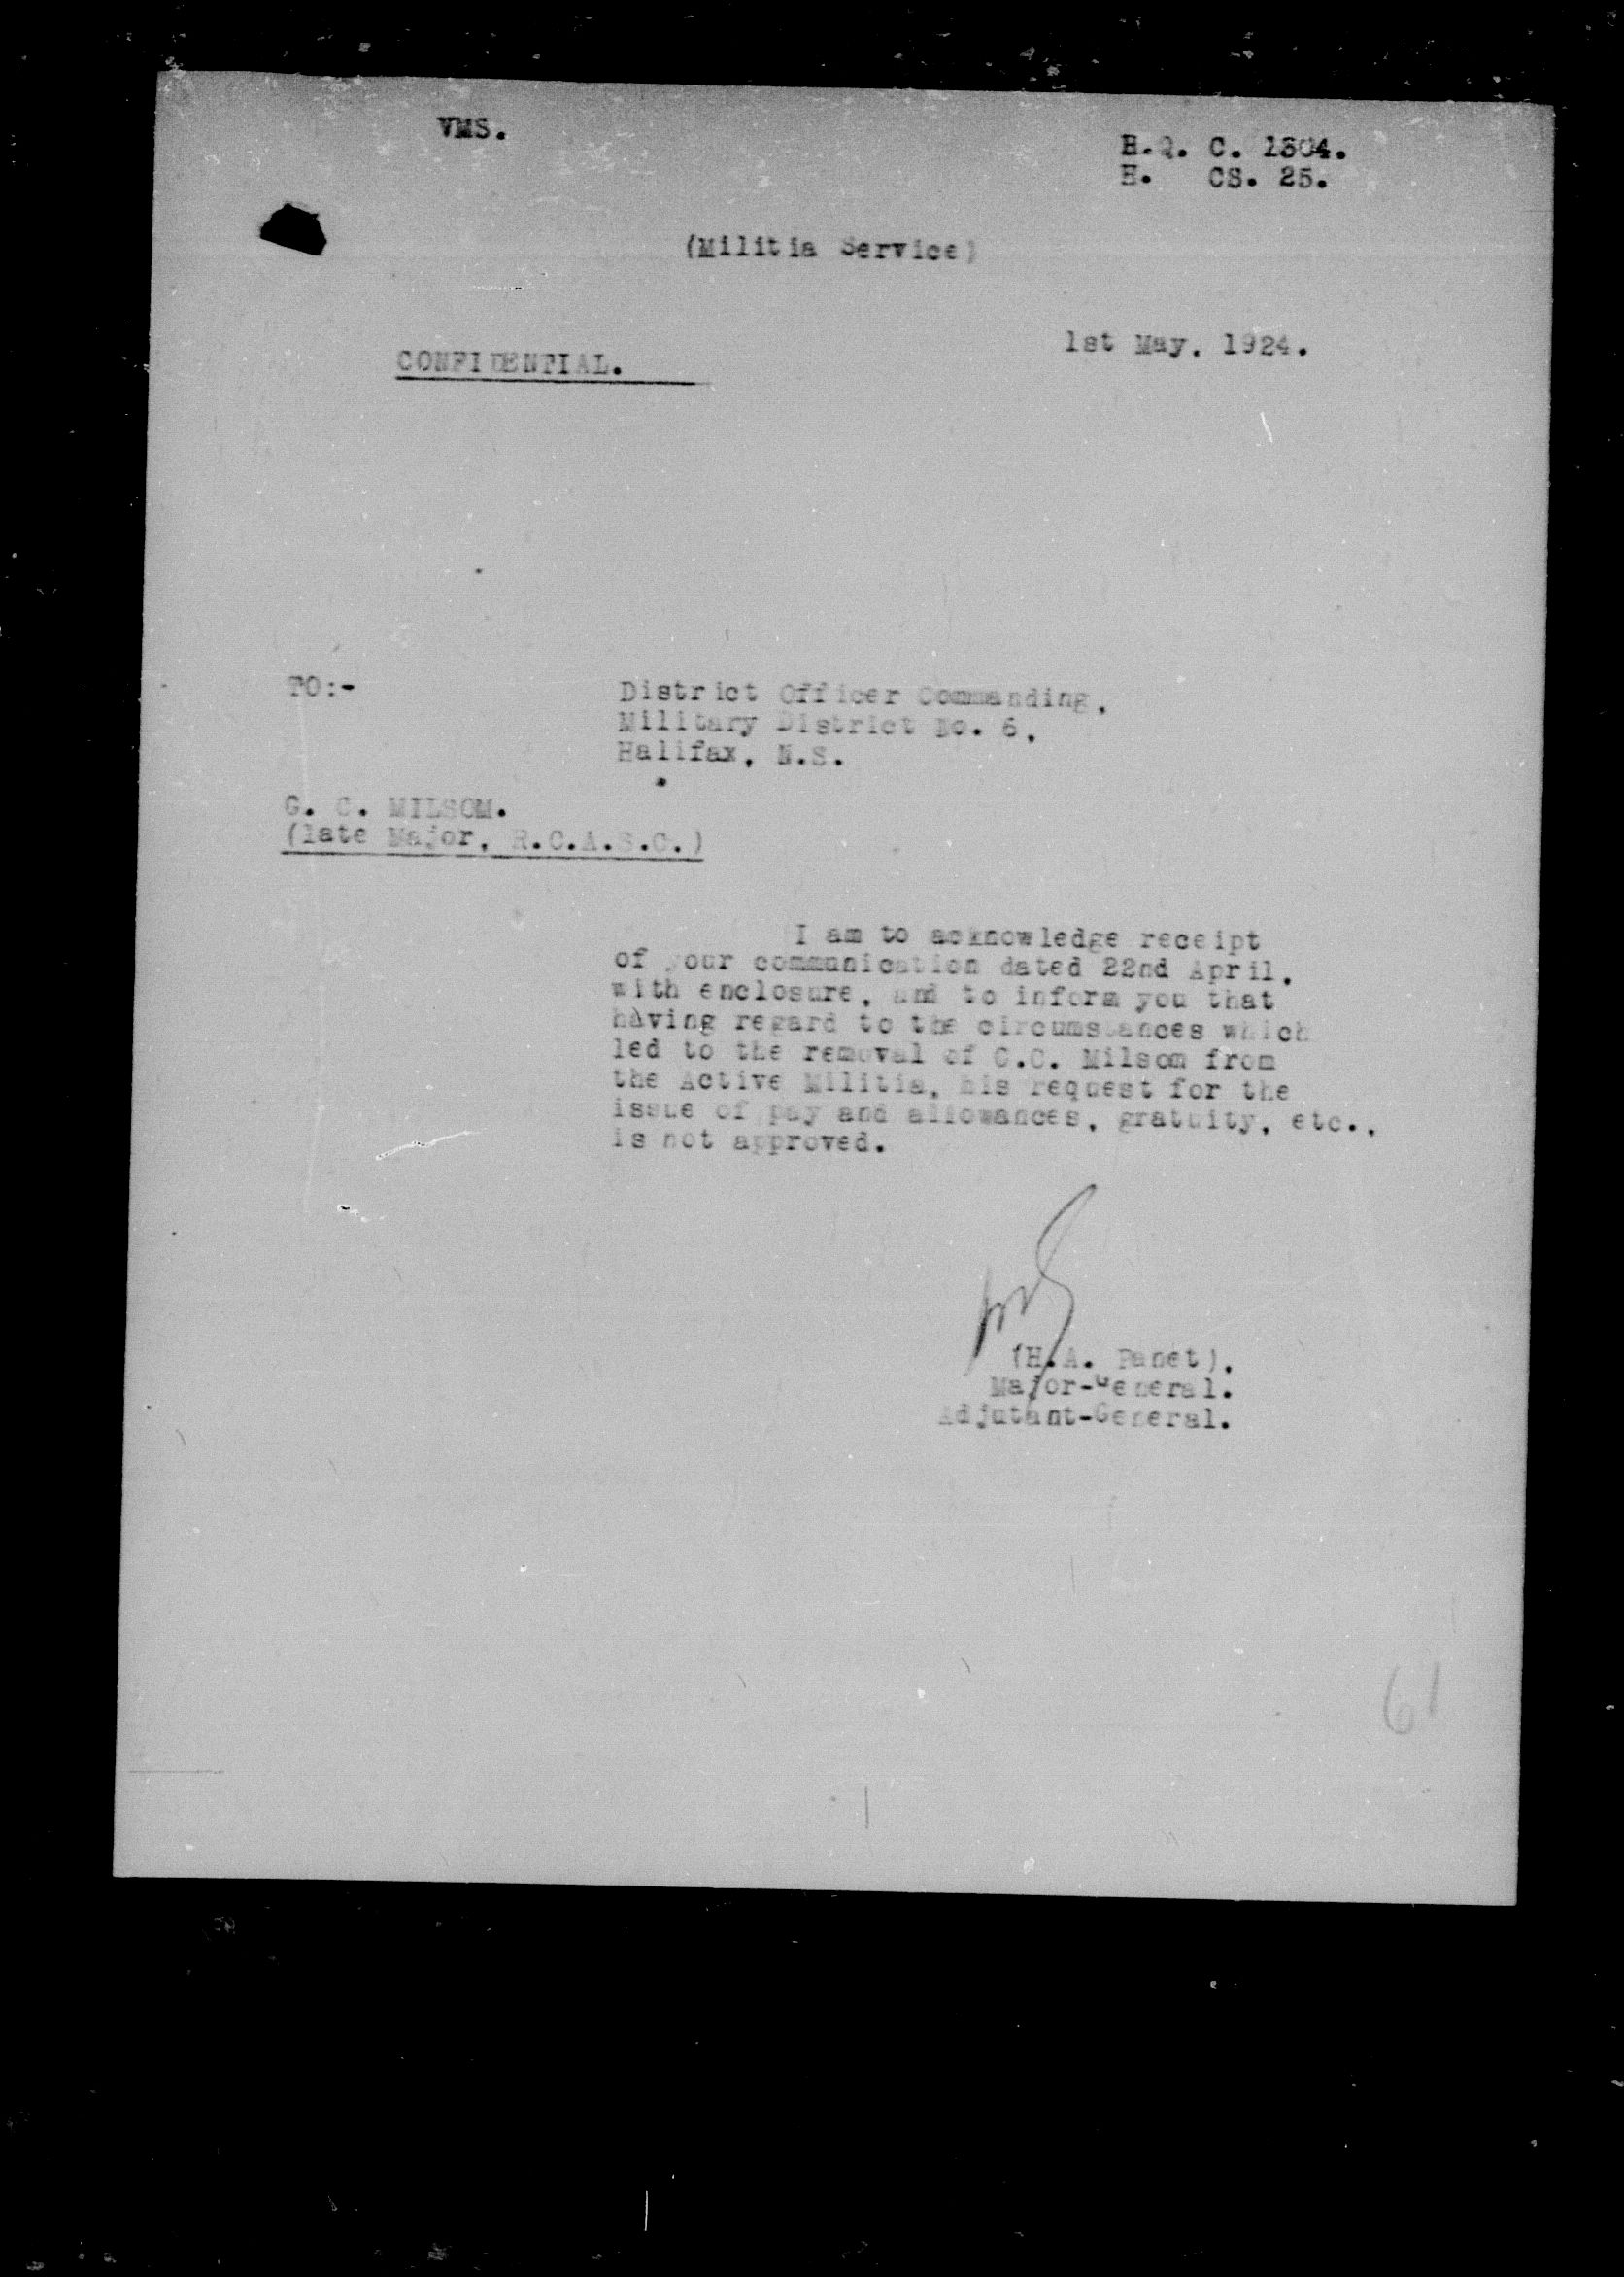 VMS.
H.Q. C. 1304.
H. CS. 25.
(Militia Service)
1st May, 1924.
CONFIDENTIAL.
TO:-
District Officer Commanding,
Military District No. 6,
Halifax, N.S.
G. C. MILSOM.
(late Major, R.C.A.S.C.)
I am to acknowledge receipt
of your communication dated 22nd April,
with enclosure, and to inform you that
having regard to the circumstances which
led to the removal of C.C. Milsom from
the Active Militia, his request for the
issue of pay and allowances, gratuity, etc.,
is not approved.
(H.A. Panet).
Major-General.
Adjutant-General.
61